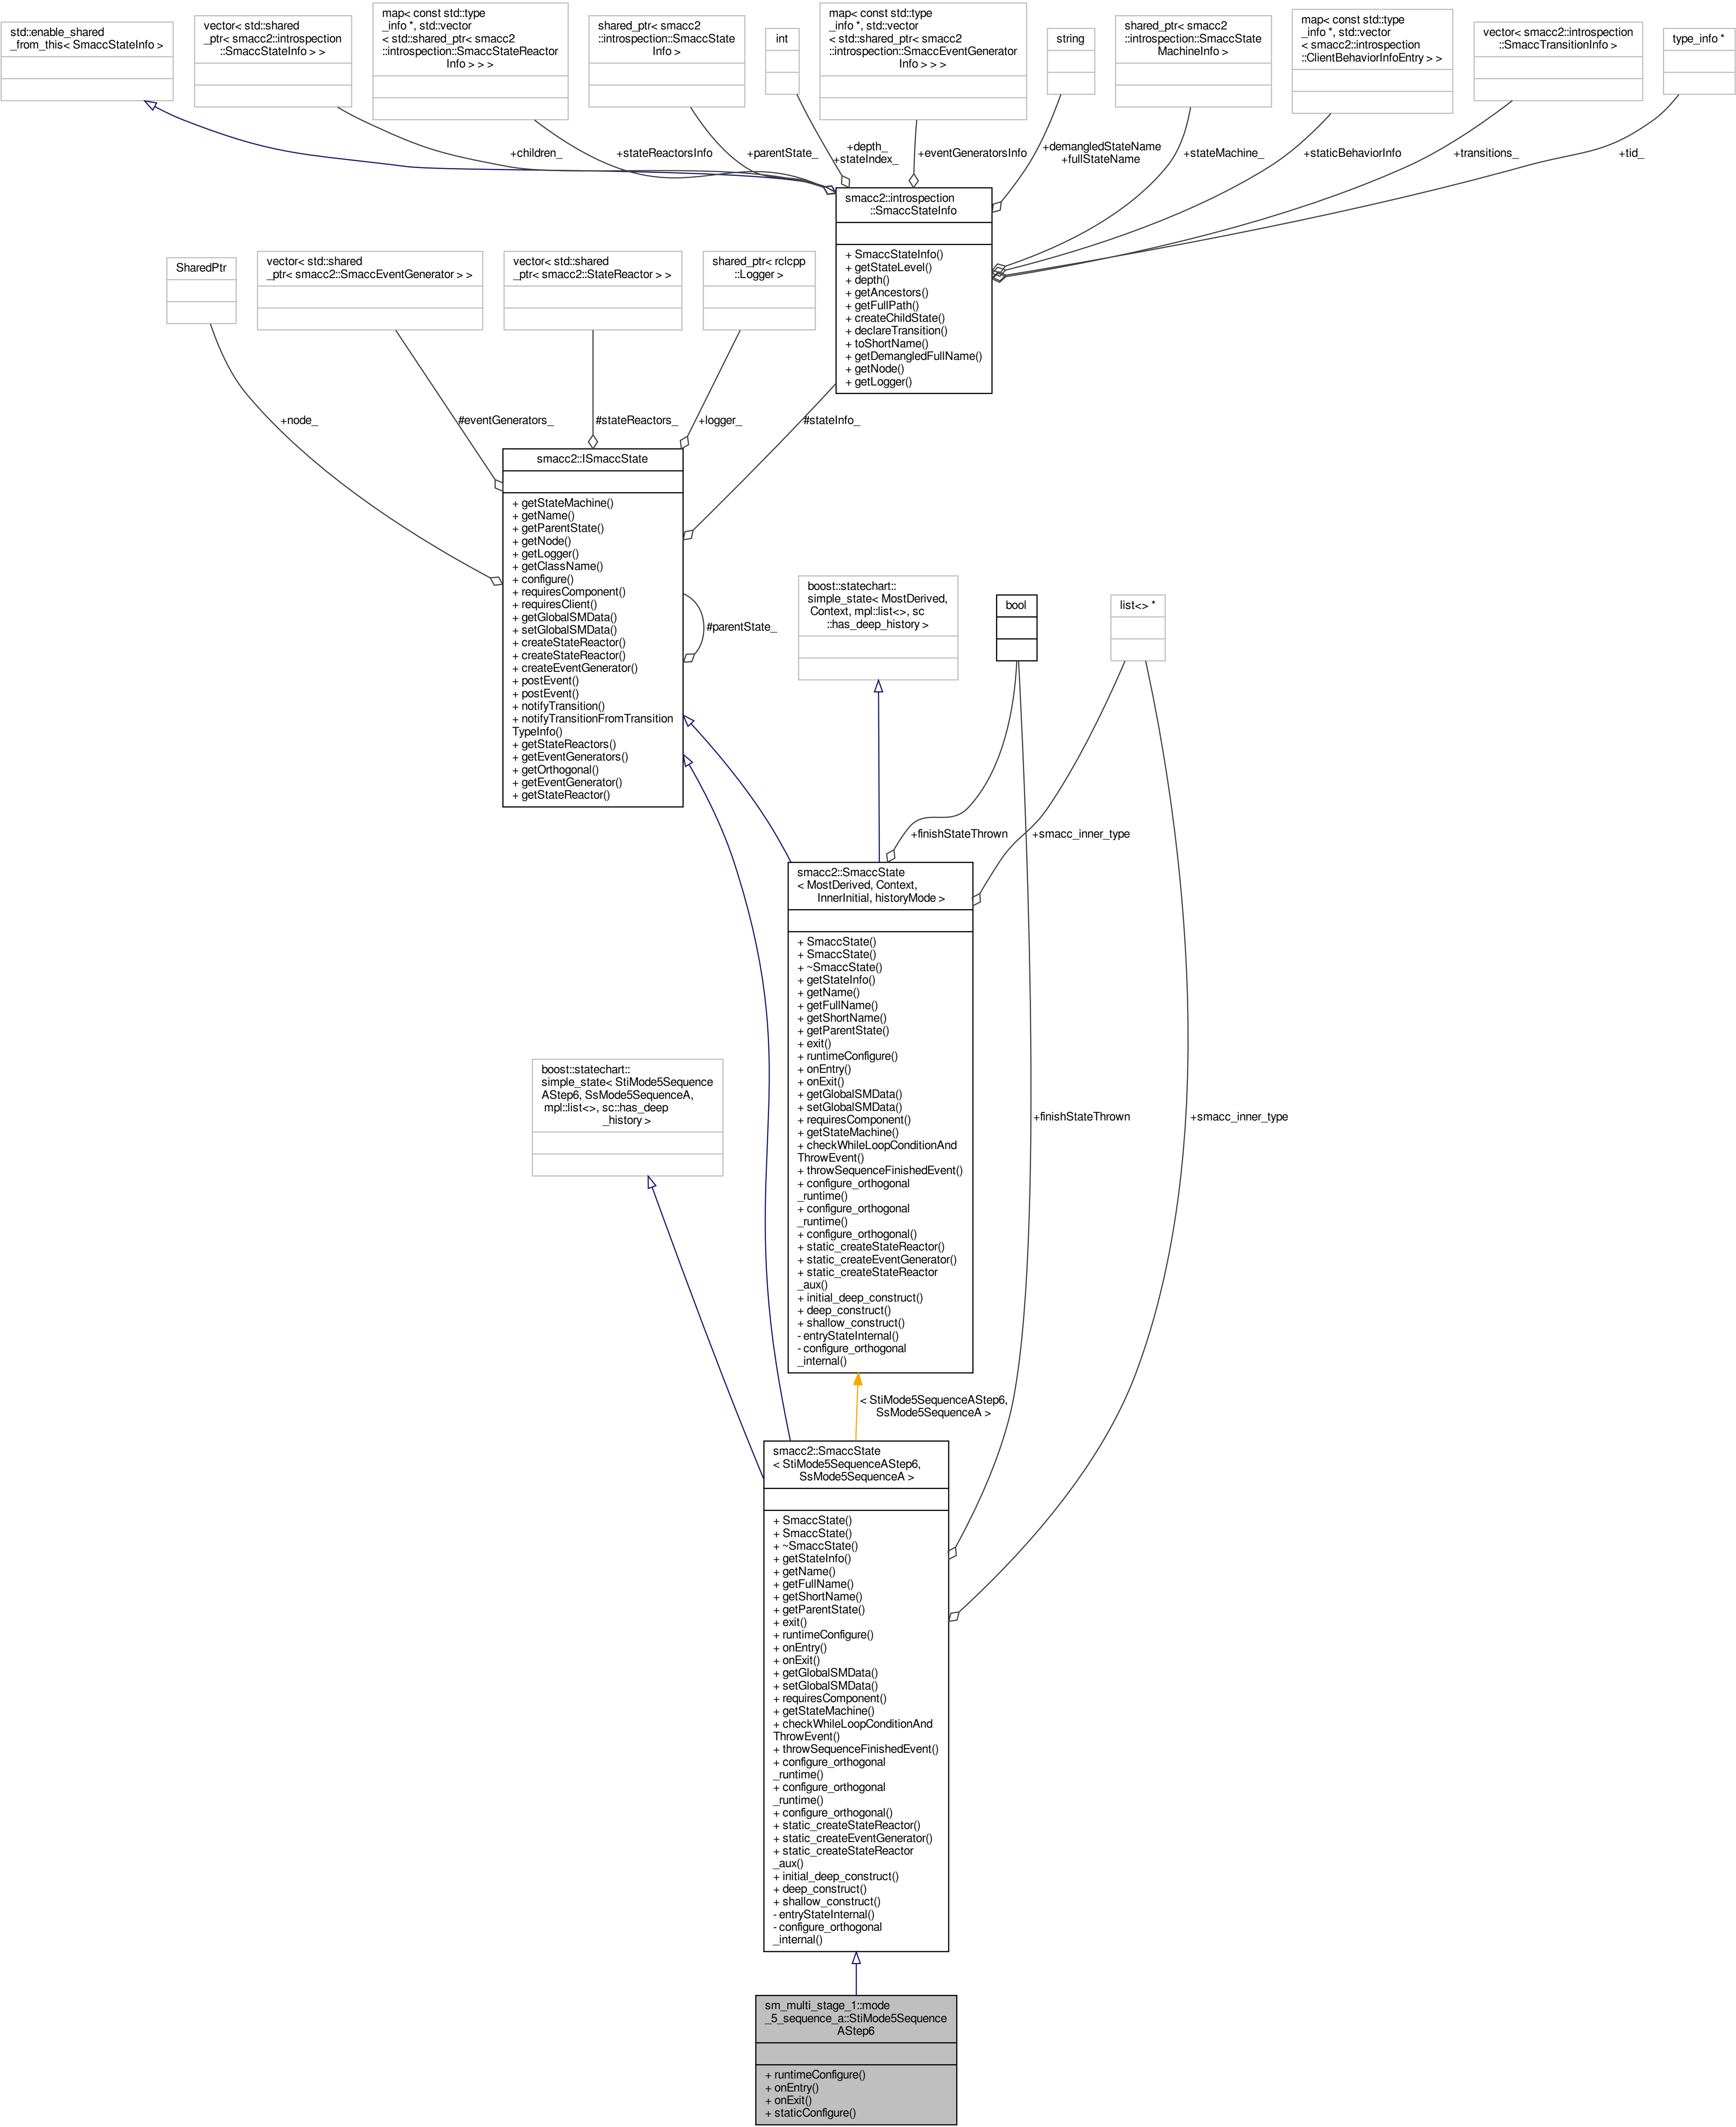 std::enable_shared
_from_this< SmaccStateInfo >
vector< std::shared
_ptr< smacc2::introspection
::SmaccStateInfo > >
map< const std::type
_info *, std::vector
< std::shared_ptr< smacc2
::introspection::SmaccStateReactor
Info > > >
shared_ptr< smacc2
::introspection::SmaccState
Info >
int
map< const std::type
_info *, std::vector
< std::shared_ptr< smacc2
::introspection::SmaccEventGenerator
Info > > >
string
shared_ptr< smacc2
::introspection::SmaccState
MachineInfo >
map< const std::type
_info *, std::vector
< smacc2::introspection
::ClientBehaviorInfoEntry > >
vector< smacc2::introspection
::SmaccTransitionInfo >
type_info *
+children_
+stateReactorsInfo
+parentState_
+depth_
+stateIndex_
+eventGeneratorsInfo
+demangledStateName
+fullStateName
+stateMachine_
+staticBehaviorInfo
+transitions_
+tid_
smacc2::introspection
::SmaccStateInfo
+ SmaccStateInfo()
+ getStateLevel()
+ depth()
+ getAncestors()
+ getFullPath()
+ createChildState()
+ declareTransition()
+ toShortName()
+ getDemangledFullName()
+ getNode()
+ getLogger()
SharedPtr
vector< std::shared
_ptr< smacc2::SmaccEventGenerator > >
vector< std::shared
_ptr< smacc2::StateReactor > >
shared_ptr< rclcpp
::Logger >
+node_
#eventGenerators_
#stateReactors_
+logger_
#stateInfo_
smacc2::ISmaccState
+ getStateMachine()
+ getName()
+ getParentState()
+ getNode()
+ getLogger()
+ getClassName()
+ configure()
+ requiresComponent()
+ requiresClient()
+ getGlobalSMData()
+ setGlobalSMData()
+ createStateReactor()
+ createStateReactor()
+ createEventGenerator()
+ postEvent()
+ postEvent()
+ notifyTransition()
+ notifyTransitionFromTransition
TypeInfo()
+ getStateReactors()
+ getEventGenerators()
+ getOrthogonal()
+ getEventGenerator()
+ getStateReactor()
#parentState_
boost::statechart::
simple_state< MostDerived,
Context, mpl::list<>, sc
::has_deep_history >
bool
list<> *
+finishStateThrown
+smacc_inner_type
smacc2::SmaccState
< MostDerived, Context,
InnerInitial, historyMode >
+ SmaccState()
+ SmaccState()
+ ~SmaccState()
+ getStateInfo()
+ getName()
+ getFullName()
+ getShortName()
+ getParentState()
+ exit()
+ runtimeConfigure()
+ onEntry()
+ onExit()
+ getGlobalSMData()
+ setGlobalSMData()
+ requiresComponent()
+ getStateMachine()
+ checkWhileLoopConditionAnd
ThrowEvent()
+ throwSequenceFinishedEvent()
+ configure_orthogonal
_runtime()
+ configure_orthogonal
_runtime()
+ configure_orthogonal()
+ static_createStateReactor()
+ static_createEventGenerator()
+ static_createStateReactor
_aux()
+ initial_deep_construct()
+ deep_construct()
+ shallow_construct()
- entryStateInternal()
- configure_orthogonal
_internal()
boost::statechart::
simple_state< StiMode5Sequence
AStep6, SsMode5SequenceA,
mpl::list<>, sc::has_deep
_history >
+finishStateThrown
+smacc_inner_type
< StiMode5SequenceAStep6,
SsMode5SequenceA >
smacc2::SmaccState
< StiMode5SequenceAStep6,
SsMode5SequenceA >
+ SmaccState()
+ SmaccState()
+ ~SmaccState()
+ getStateInfo()
+ getName()
+ getFullName()
+ getShortName()
+ getParentState()
+ exit()
+ runtimeConfigure()
+ onEntry()
+ onExit()
+ getGlobalSMData()
+ setGlobalSMData()
+ requiresComponent()
+ getStateMachine()
+ checkWhileLoopConditionAnd
ThrowEvent()
+ throwSequenceFinishedEvent()
+ configure_orthogonal
_runtime()
+ configure_orthogonal
_runtime()
+ configure_orthogonal()
+ static_createStateReactor()
+ static_createEventGenerator()
+ static_createStateReactor
_aux()
+ initial_deep_construct()
+ deep_construct()
+ shallow_construct()
- entryStateInternal()
- configure_orthogonal
_internal()
sm_multi_stage_1::mode
_5_sequence_a::StiMode5Sequence
AStep6
+ runtimeConfigure()
+ onEntry()
+ onExit()
+ staticConfigure()